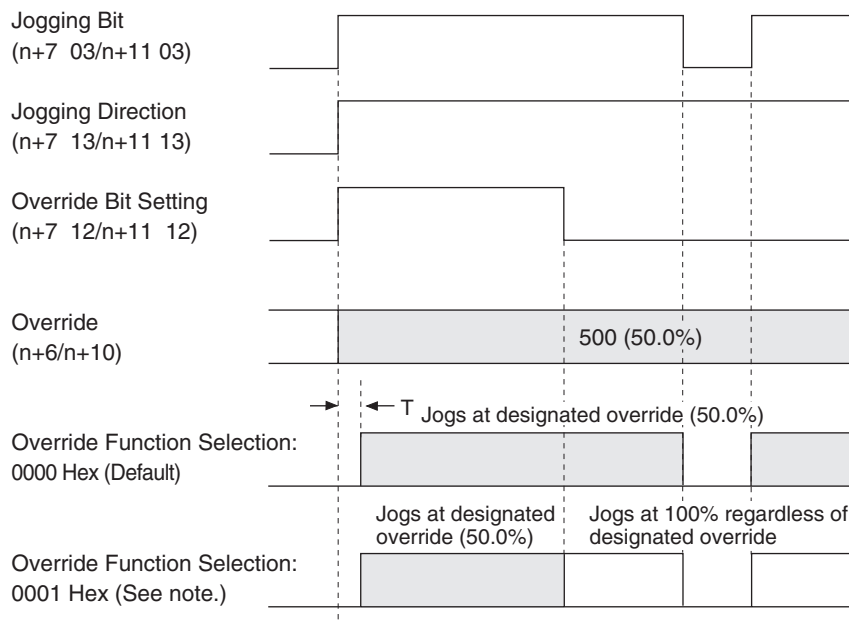 Jogging Bit
(n+7  03/n+11 03)
Jogging Direction
(n+7  13/n+11 13)
Override Bit Setting
(n+7  12/n+11  12)
Override
(n+6/n+10)
500 (50.0%)
T
Jogs at designated override (50.0%)
Override Function Selection:
0000 Hex (Default)
Jogs at designated
override (50.0%)
Jogs at 100% regardless of
designated override
Override Function Selection:
0001 Hex (See note.)